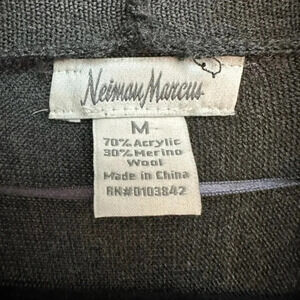 Neiman Marcus
M
70% Acrylic
30% Merino
Wool
Made in China
RN#0103842